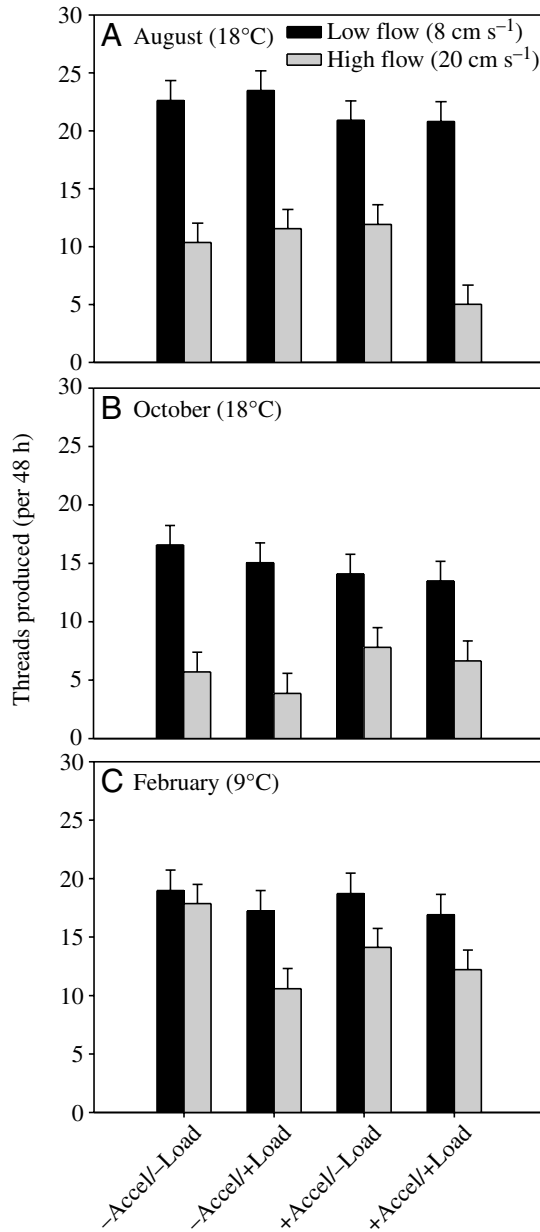 A August (18°C)
Low flow (8 cm s⁻¹)
High flow (20 cm s⁻¹)
30
25
20
15
10
5
0
B October (18°C)
30
25
20
15
10
5
0
Threads produced (per 48 h)
C February (9°C)
30
25
20
15
10
5
0
–Accel/–Load
–Accel/+Load
+Accel/–Load
+Accel/+Load